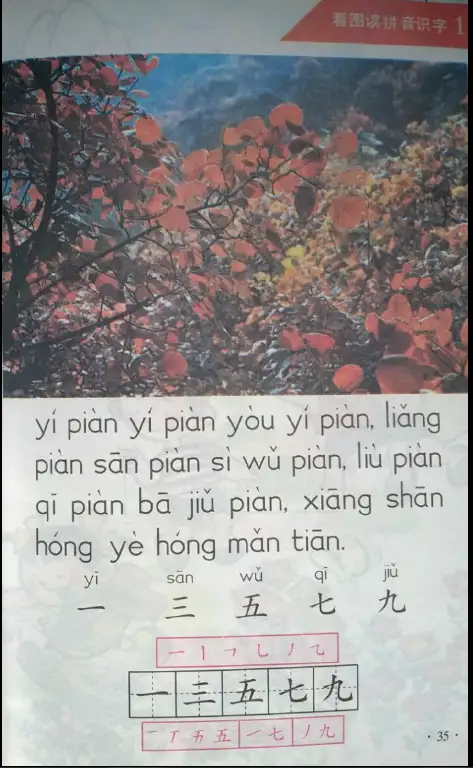 看图读拼音识字 1
yí piàn yí piàn yòu yí piàn, liǎng
piàn sān piàn sì wǔ piàn, liù piàn
qī piàn bā jiǔ piàn, xiāng shān
hóng yè hóng mǎn tiān.
yī sān wǔ qī jiǔ
一 三 五 七 九
一 丨 ㇕ ㇄ 丿 ㇈
一 三 五 七 九
一 丅 五 五 一 七 丿 九
· 35 ·